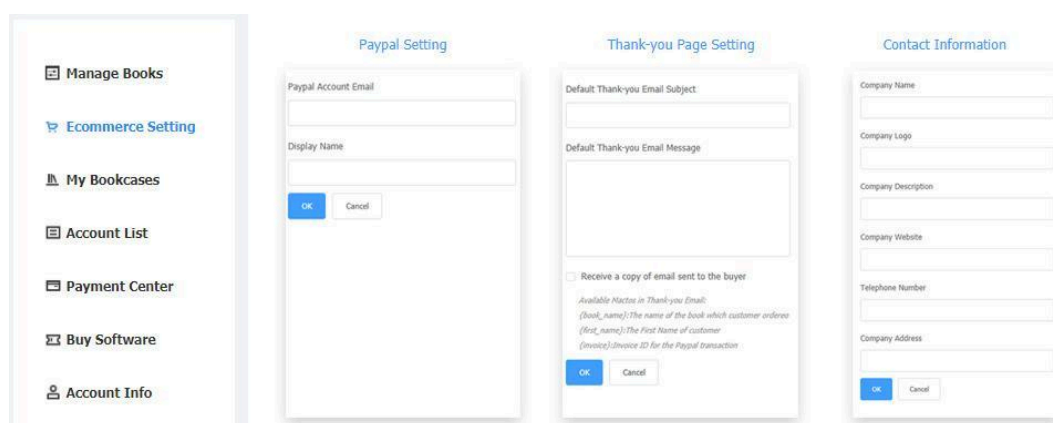 Manage Books
Ecommerce Setting
My Bookcases
Account List
Payment Center
Buy Software
Account Info
Paypal Setting
Paypal Account Email
Display Name
OK
Cancel
Thank-you Page Setting
Default Thank-you Email Subject
Default Thank-you Email Message
Receive a copy of email sent to the buyer
Available Mactos in Thank-you Email:
{book_name}:The name of the book which customer ordereo
{first_name}:The First Name of customer
{invoice}:Invoice ID for the Paypal transaction
OK
Cancel
Contact Information
Company Name
Company Logo
Company Description
Company Website
Telephone Number
Company Address
OK
Cancel